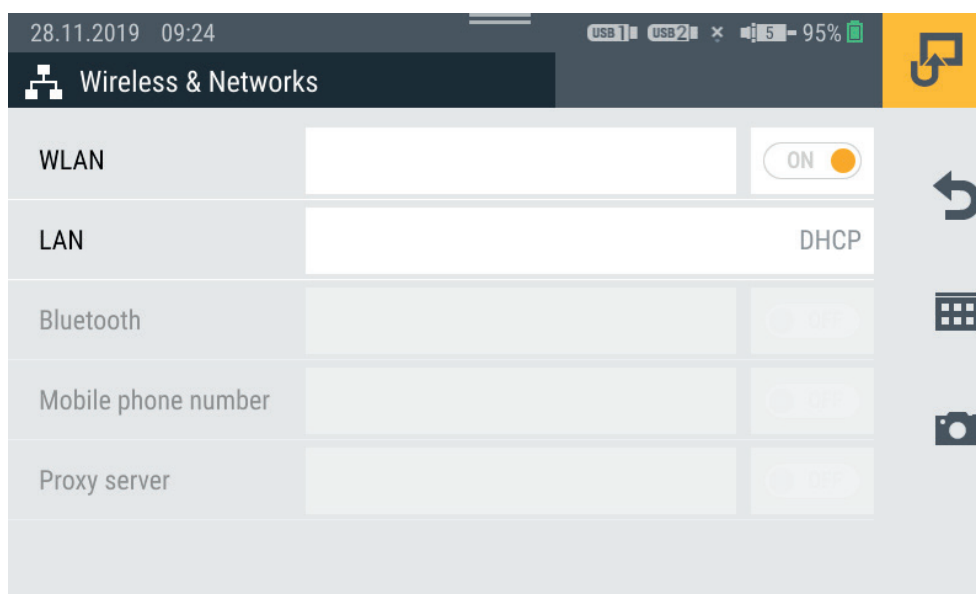 28.11.2019 09:24 USB 1 USB 2 5 95%
Wireless & Networks
WLAN ON
LAN DHCP
Bluetooth OFF
Mobile phone number OFF
Proxy server OFF